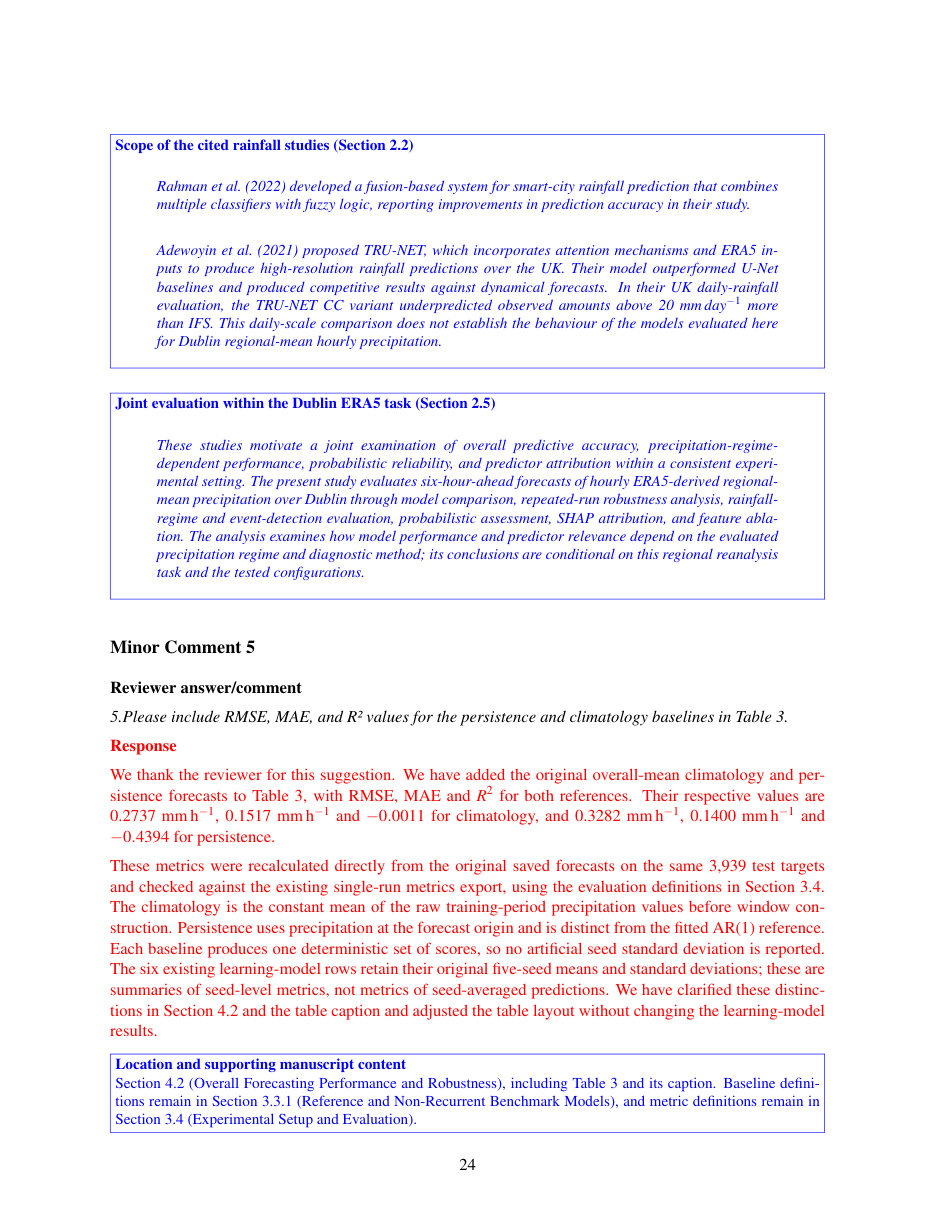 Scope of the cited rainfall studies (Section 2.2)
Rahman et al. (2022) developed a fusion-based system for smart-city rainfall prediction that combines
multiple classifiers with fuzzy logic, reporting improvements in prediction accuracy in their study.
Adewoyin et al. (2021) proposed TRU-NET, which incorporates attention mechanisms and ERA5 in-
puts to produce high-resolution rainfall predictions over the UK. Their model outperformed U-Net
baselines and produced competitive results against dynamical forecasts. In their UK daily-rainfall
evaluation, the TRU-NET CC variant underpredicted observed amounts above 20 mm day⁻¹ more
than IFS. This daily-scale comparison does not establish the behaviour of the models evaluated here
for Dublin regional-mean hourly precipitation.
Joint evaluation within the Dublin ERA5 task (Section 2.5)
These studies motivate a joint examination of overall predictive accuracy, precipitation-regime-
dependent performance, probabilistic reliability, and predictor attribution within a consistent experi-
mental setting. The present study evaluates six-hour-ahead forecasts of hourly ERA5-derived regional-
mean precipitation over Dublin through model comparison, repeated-run robustness analysis, rainfall-
regime and event-detection evaluation, probabilistic assessment, SHAP attribution, and feature abla-
tion. The analysis examines how model performance and predictor relevance depend on the evaluated
precipitation regime and diagnostic method; its conclusions are conditional on this regional reanalysis
task and the tested configurations.
Minor Comment 5
Reviewer answer/comment
5.Please include RMSE, MAE, and R² values for the persistence and climatology baselines in Table 3.
Response
We thank the reviewer for this suggestion. We have added the original overall-mean climatology and per-
sistence forecasts to Table 3, with RMSE, MAE and R² for both references. Their respective values are
0.2737 mm h⁻¹, 0.1517 mm h⁻¹ and −0.0011 for climatology, and 0.3282 mm h⁻¹, 0.1400 mm h⁻¹ and
−0.4394 for persistence.
These metrics were recalculated directly from the original saved forecasts on the same 3,939 test targets
and checked against the existing single-run metrics export, using the evaluation definitions in Section 3.4.
The climatology is the constant mean of the raw training-period precipitation values before window con-
struction. Persistence uses precipitation at the forecast origin and is distinct from the fitted AR(1) reference.
Each baseline produces one deterministic set of scores, so no artificial seed standard deviation is reported.
The six existing learning-model rows retain their original five-seed means and standard deviations; these are
summaries of seed-level metrics, not metrics of seed-averaged predictions. We have clarified these distinc-
tions in Section 4.2 and the table caption and adjusted the table layout without changing the learning-model
results.
Location and supporting manuscript content
Section 4.2 (Overall Forecasting Performance and Robustness), including Table 3 and its caption. Baseline defini-
tions remain in Section 3.3.1 (Reference and Non-Recurrent Benchmark Models), and metric definitions remain in
Section 3.4 (Experimental Setup and Evaluation).
24